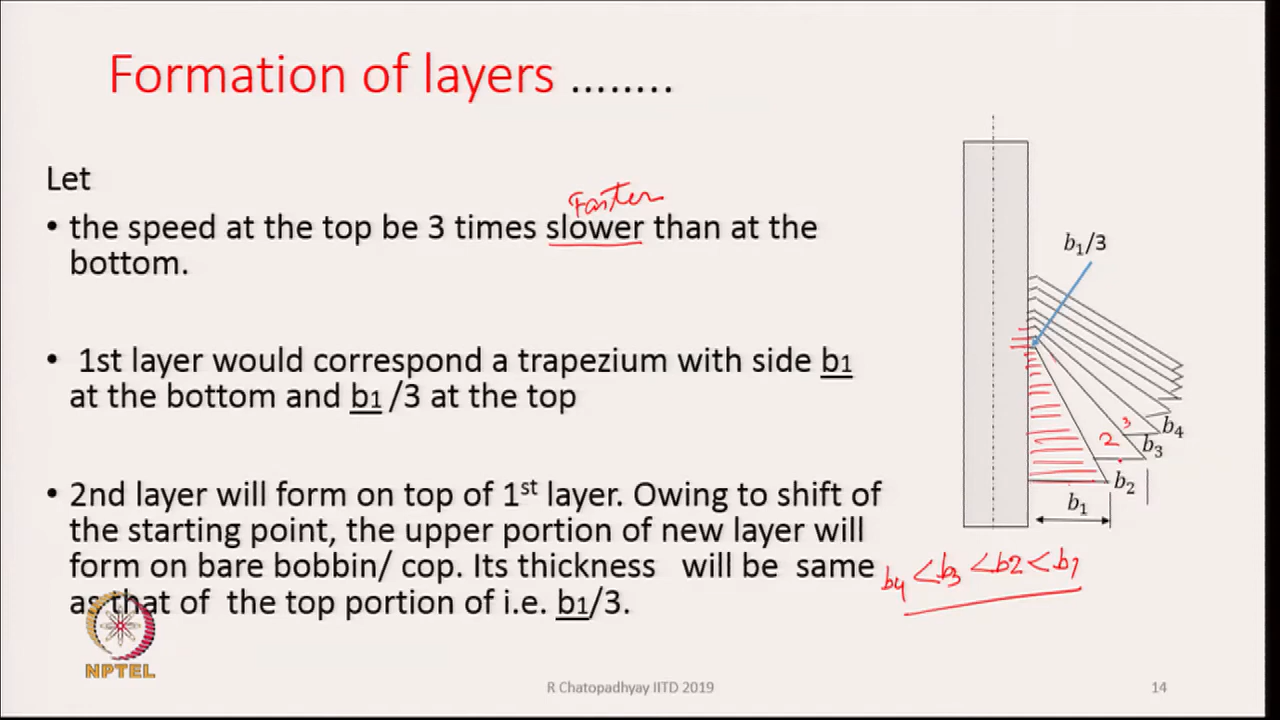 Formation of layers ........
Let
Faster
• the speed at the top be 3 times slower than at the
bottom.
• 1st layer would correspond a trapezium with side b1
at the bottom and b1 /3 at the top
• 2nd layer will form on top of 1st layer. Owing to shift of
the starting point, the upper portion of new layer will
form on bare bobbin/ cop. Its thickness will be same
as that of the top portion of i.e. b1/3.
b1/3
2
3
b4
b3
b2
b1
b4 < b3 < b2 < b1
NPTEL
R Chatopadhyay IITD 2019
14